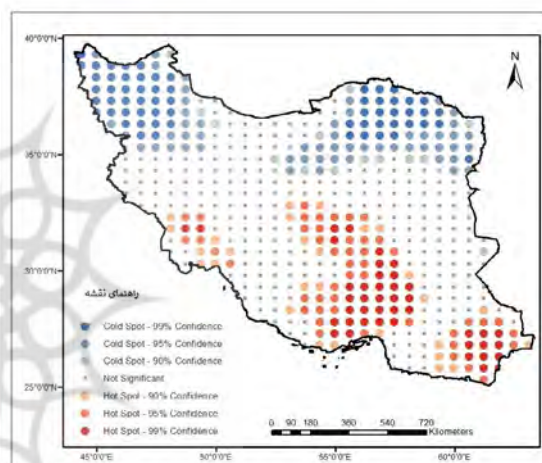 40°0'0"N
N
35°0'0"N
30°0'0"N
راهنمای نقشه
Cold Spot - 99% Confidence
Cold Spot - 95% Confidence
Cold Spot - 90% Confidence
Not Significant
Hot Spot - 90% Confidence
Hot Spot - 95% Confidence
Hot Spot - 99% Confidence
25°0'0"N
0 90 180 360 540 720
Kilometers
45°0'0"E 50°0'0"E 55°0'0"E 60°0'0"E